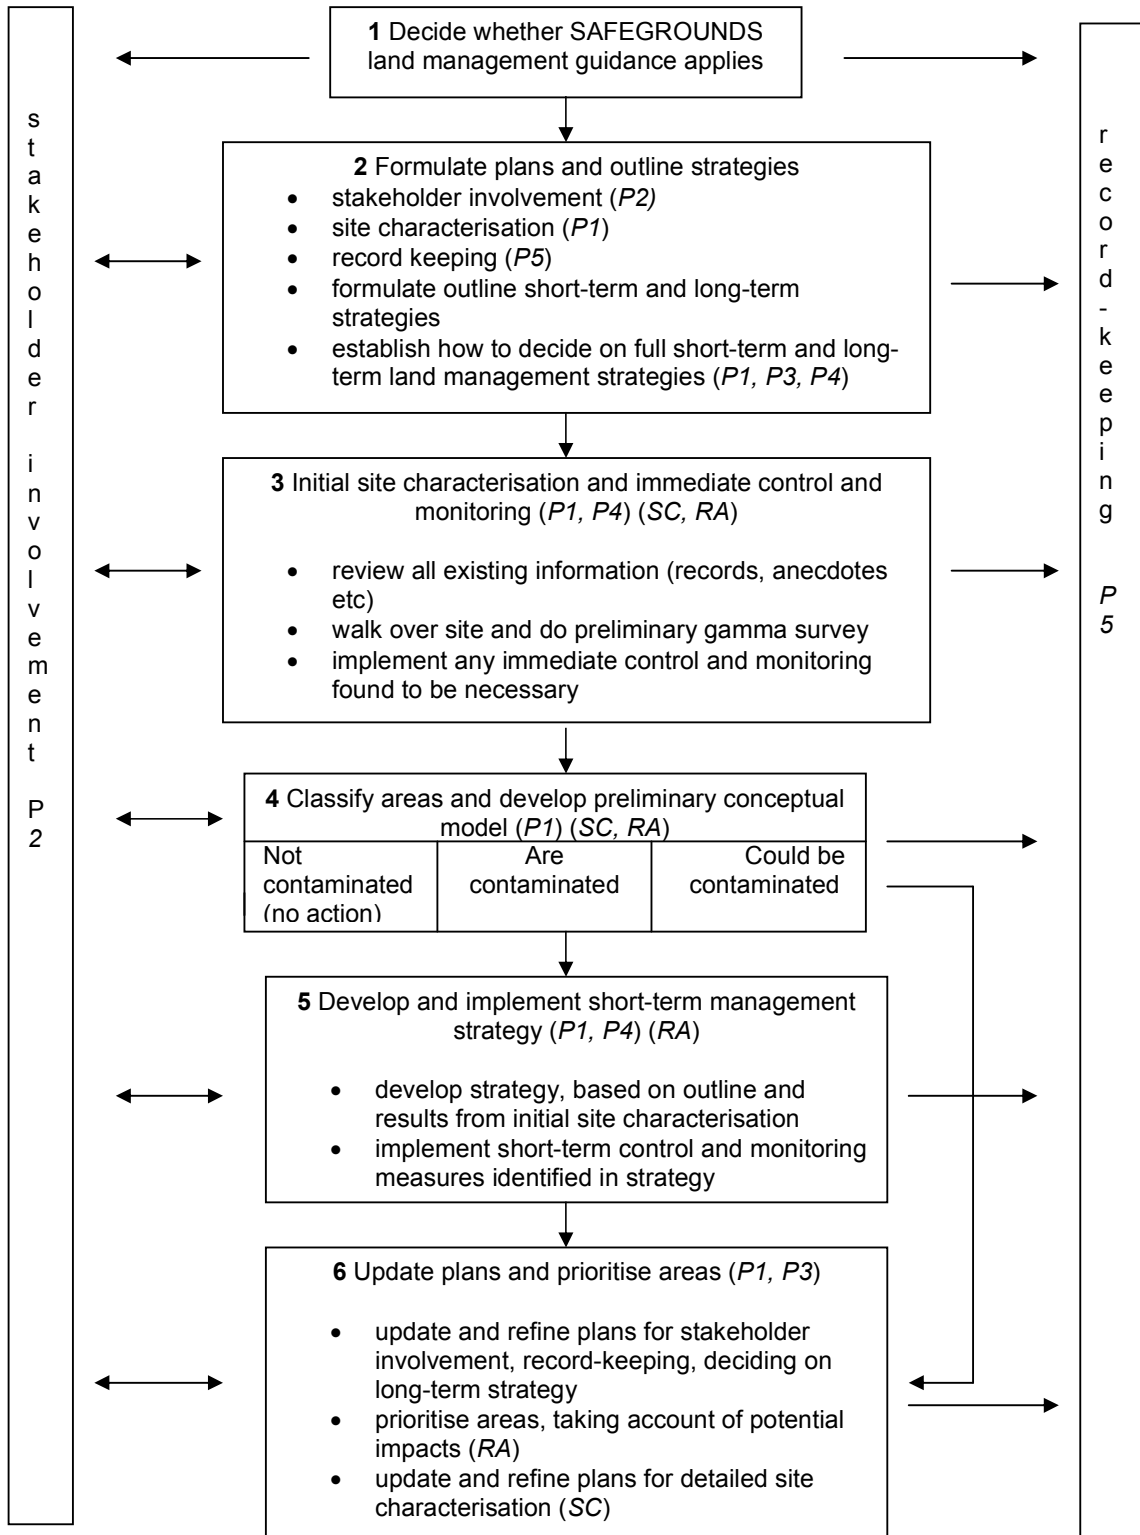 1 Decide whether SAFEGROUNDS
land management guidance applies
stakeholder involvement P2
record-keeping P5
2 Formulate plans and outline strategies
• stakeholder involvement (P2)
• site characterisation (P1)
• record keeping (P5)
• formulate outline short-term and long-term
strategies
• establish how to decide on full short-term and long-
term land management strategies (P1, P3, P4)
3 Initial site characterisation and immediate control and
monitoring (P1, P4) (SC, RA)
• review all existing information (records, anecdotes
etc)
• walk over site and do preliminary gamma survey
• implement any immediate control and monitoring
found to be necessary
4 Classify areas and develop preliminary conceptual
model (P1) (SC, RA)
Not
contaminated
(no action)
Are
contaminated
Could be
contaminated
5 Develop and implement short-term management
strategy (P1, P4) (RA)
• develop strategy, based on outline and
results from initial site characterisation
• implement short-term control and monitoring
measures identified in strategy
6 Update plans and prioritise areas (P1, P3)
• update and refine plans for stakeholder
involvement, record-keeping, deciding on
long-term strategy
• prioritise areas, taking account of potential
impacts (RA)
• update and refine plans for detailed site
characterisation (SC)